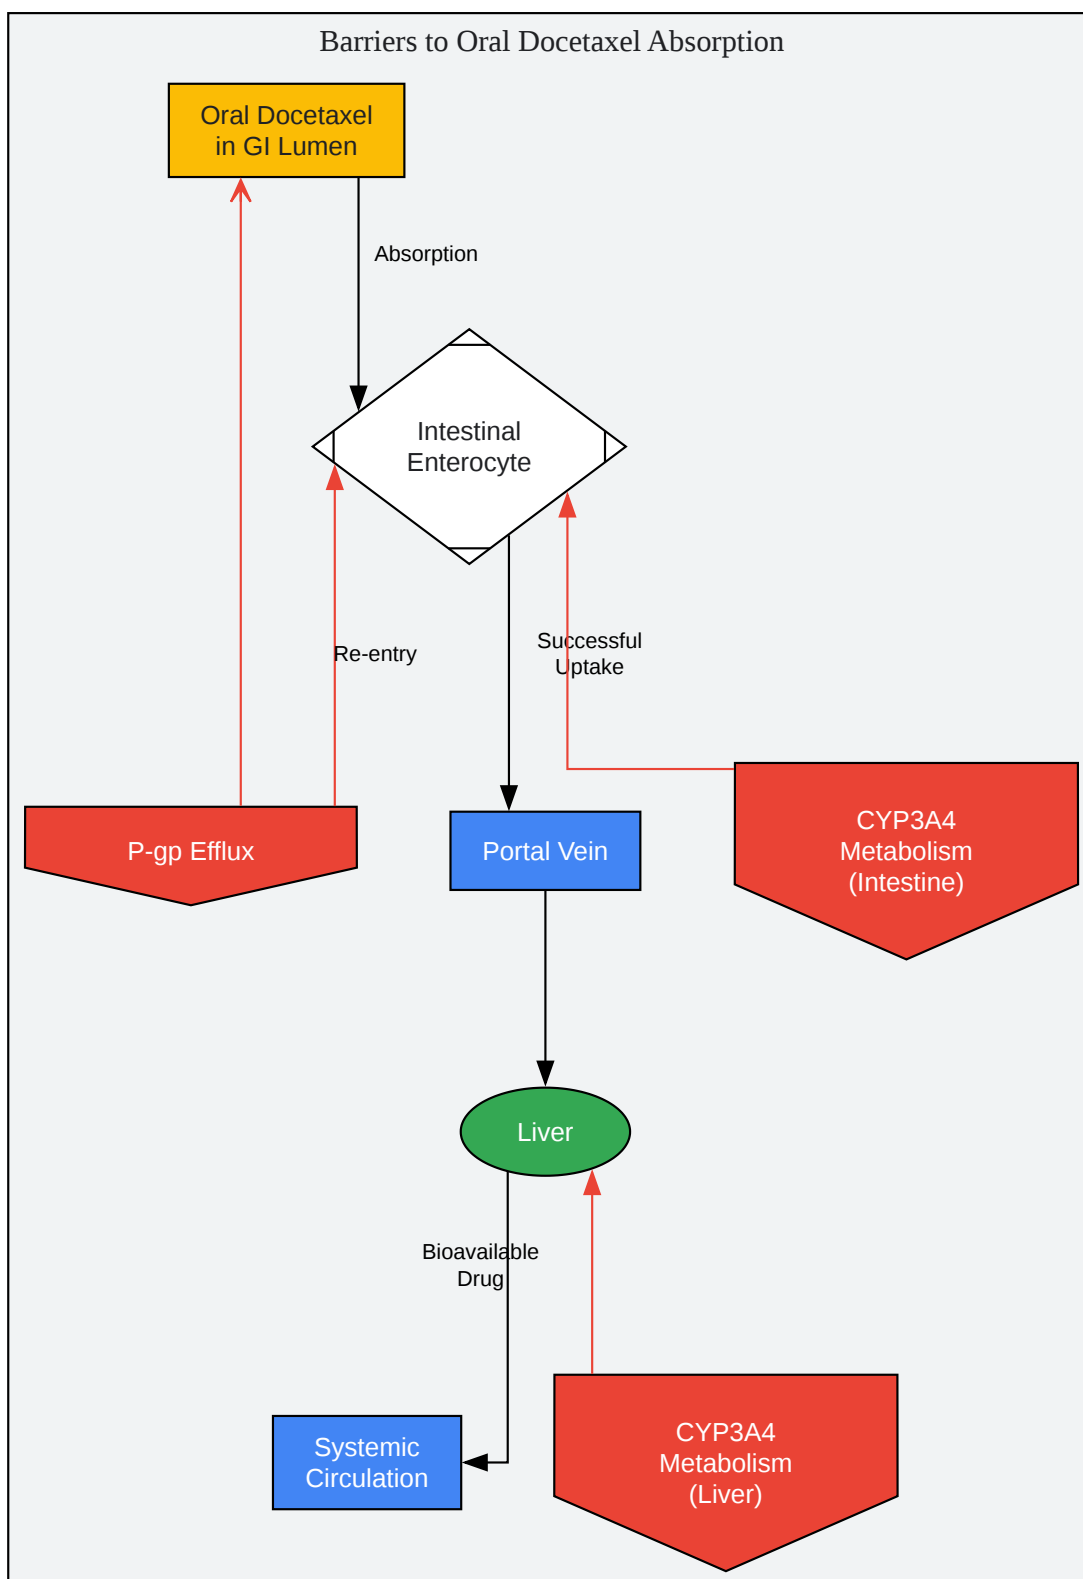 Barriers to Oral Docetaxel Absorption
Oral Docetaxel
in GI Lumen
Absorption
Intestinal
Enterocyte
Re-entry
Successful
Uptake
P-gp Efflux
Portal Vein
CYP3A4
Metabolism
(Intestine)
Liver
Bioavailable
Drug
Systemic
Circulation
CYP3A4
Metabolism
(Liver)